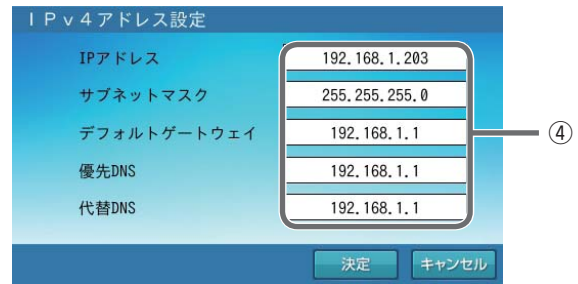 IPv4アドレス設定
IPアドレス 192.168.1.203
サブネットマスク 255.255.255.0
デフォルトゲートウェイ 192.168.1.1
④
優先DNS 192.168.1.1
代替DNS 192.168.1.1
決定 キャンセル